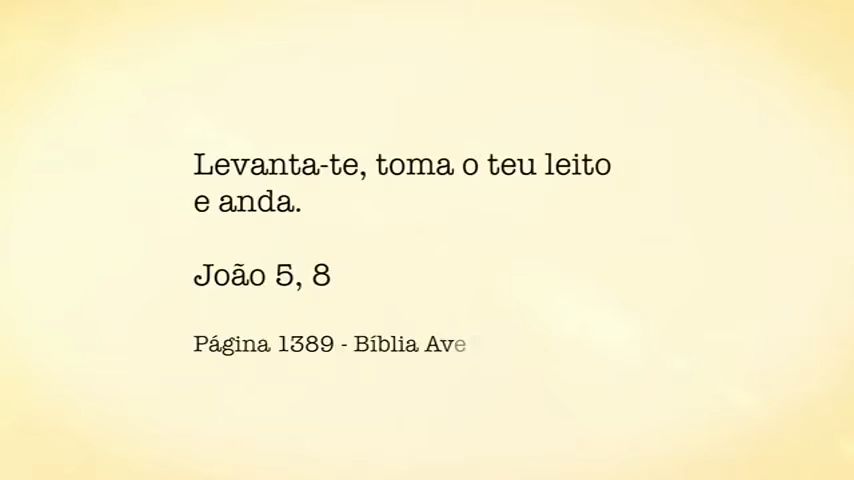 Levanta-te, toma o teu leito
e anda.
João 5, 8
Página 1389 - Bíblia Ave